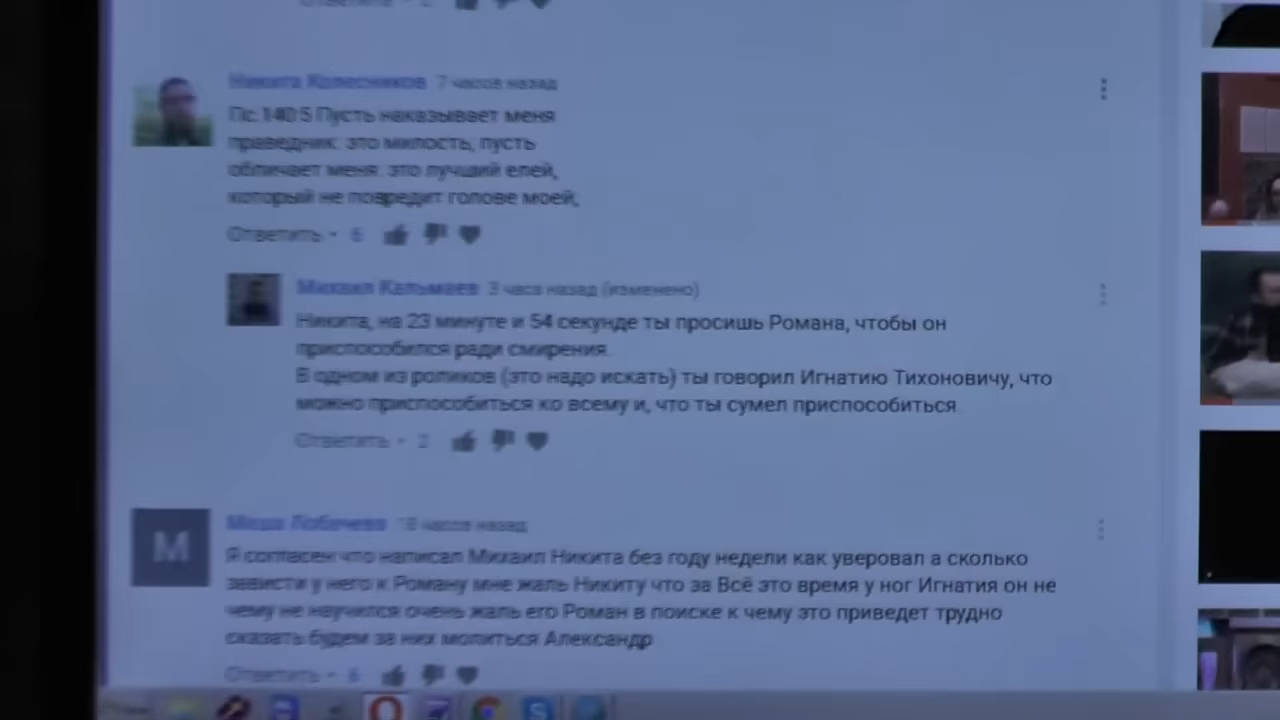 Ответить • 2
Никита Колесников 7 часов назад
Пс.140:5 Пусть наказывает меня
праведник: это милость; пусть
обличает меня: это лучший елей,
который не повредит голове моей;
Ответить • 6
Михаил Кальмаев 3 часа назад (изменено)
Никита, на 23 минуте и 54 секунде ты просишь Романа, чтобы он
приспособился ради смирения.
В одном из роликов (это надо искать) ты говорил Игнатию Тихоновичу, что
можно приспособиться ко всему и, что ты сумел приспособиться.
Ответить • 2
М
Маша Лобачева 18 часов назад
Я согласен что написал Михаил Никита без году недели как уверовал а сколько
зависти у него к Роману мне жаль Никиту что за Всё это время у ног Игнатия он не
чему не научился очень жаль его Роман в поиске к чему это приведет трудно
сказать будем за них молиться Александр
Ответить • 6